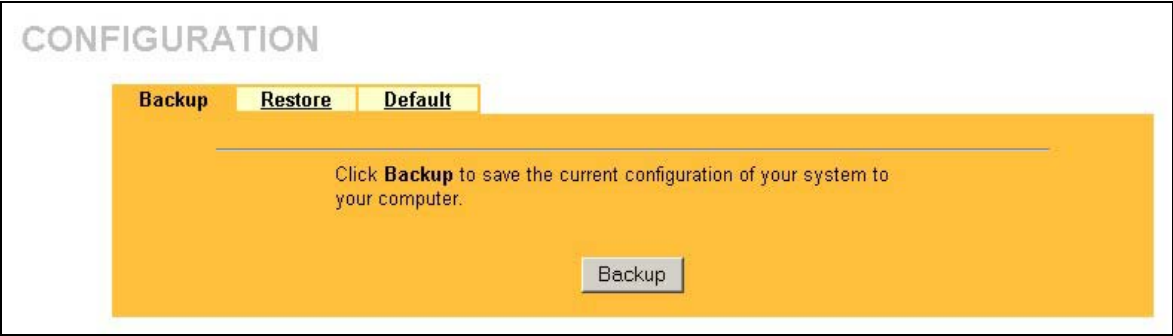 CONFIGURATION
Backup Restore Default
Click Backup to save the current configuration of your system to
your computer.
Backup